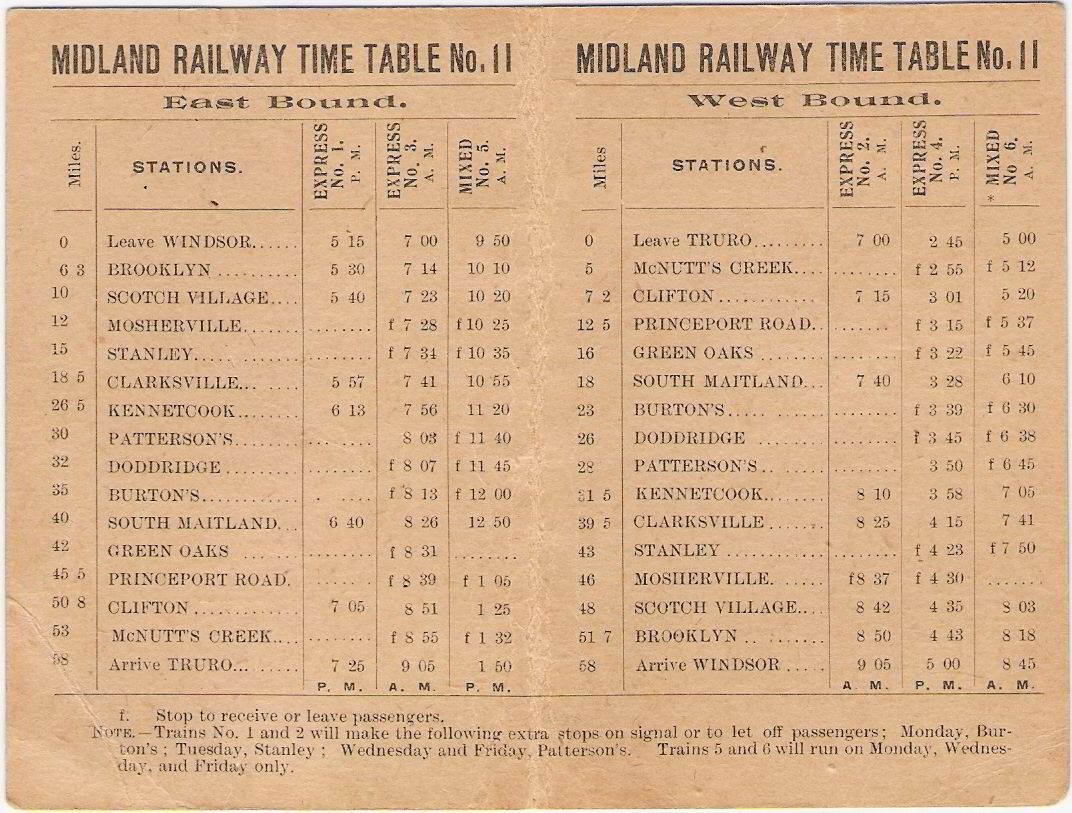 MIDLAND RAILWAY TIME TABLE No. 11
East Bound.
Miles. STATIONS. EXPRESS No. 1. P. M. EXPRESS No. 3. A. M. MIXED No. 5. A. M.
0 Leave WINDSOR...... 5 15 7 00 9 50
6 3 BROOKLYN .......... 5 30 7 14 10 10
10 SCOTCH VILLAGE.... 5 40 7 23 10 20
12 MOSHERVILLE....... ........ f 7 28 f 10 25
15 STANLEY............. ........ f 7 34 f 10 35
18 5 CLARKSVILLE... ...... 5 57 7 41 10 55
26 5 KENNETCOOK........ 6 13 7 56 11 20
30 PATTERSON'S........ ........ 8 03 f 11 40
32 DODDRIDGE .......... ........ f 8 07 f 11 45
35 BURTON'S............ . ..... f 8 13 f 12 00
40 SOUTH MAITLAND... 6 40 8 26 12 50
42 GREEN OAKS ....... ........ f 8 31 ........
45 5 PRINCEPORT ROAD. ....... f 8 39 f 1 05
50 8 CLIFTON ............. 7 05 8 51 1 25
53 McNUTT'S CREEK.... ........ f 8 55 f 1 32
58 Arrive TRURO... ...... 7 25 9 05 1 50
P. M. A. M. P. M.
MIDLAND RAILWAY TIME TABLE No. 11
West Bound.
Miles STATIONS. EXPRESS No. 2. A. M. EXPRESS No. 4. P. M. * MIXED No 6. A. M.
0 Leave TRURO ......... 7 00 2 45 5 00
5 McNUTT'S CREEK.... ........ f 2 55 f 5 12
7 2 CLIFTON ............ 7 15 3 01 5 20
12 5 PRINCEPORT ROAD.. ....... f 3 15 f 5 37
16 GREEN OAKS ........ ........ f 3 22 f 5 45
18 SOUTH MAITLAND... 7 40 3 28 6 10
23 BURTON'S..... ....... ........ f 3 39 f 6 30
26 DODDRIDGE ........ ........ f 3 45 f 6 38
28 PATTERSON'S.. ...... ........ 3 50 f 6 45
31 5 KENNETCOOK........ 8 10 3 58 7 05
39 5 CLARKSVILLE ....... 8 25 4 15 7 41
43 STANLEY ............ ........ f 4 23 f 7 50
46 MOSHERVILLE. ...... f8 37 f 4 30 .......
48 SCOTCH VILLAGE.... 8 42 4 35 8 03
51 7 BROOKLYN .. ....... 8 50 4 43 8 18
58 Arrive WINDSOR ..... 9 05 5 00 8 45
A. M. P. M. A. M.
f. Stop to receive or leave passengers.
NOTE.—Trains No. 1 and 2 will make the following extra stops on signal or to let off passengers; Monday, Bur-
ton's ; Tuesday, Stanley ; Wednesday and Friday, Patterson's. Trains 5 and 6 will run on Monday, Wednes-
day, and Friday only.